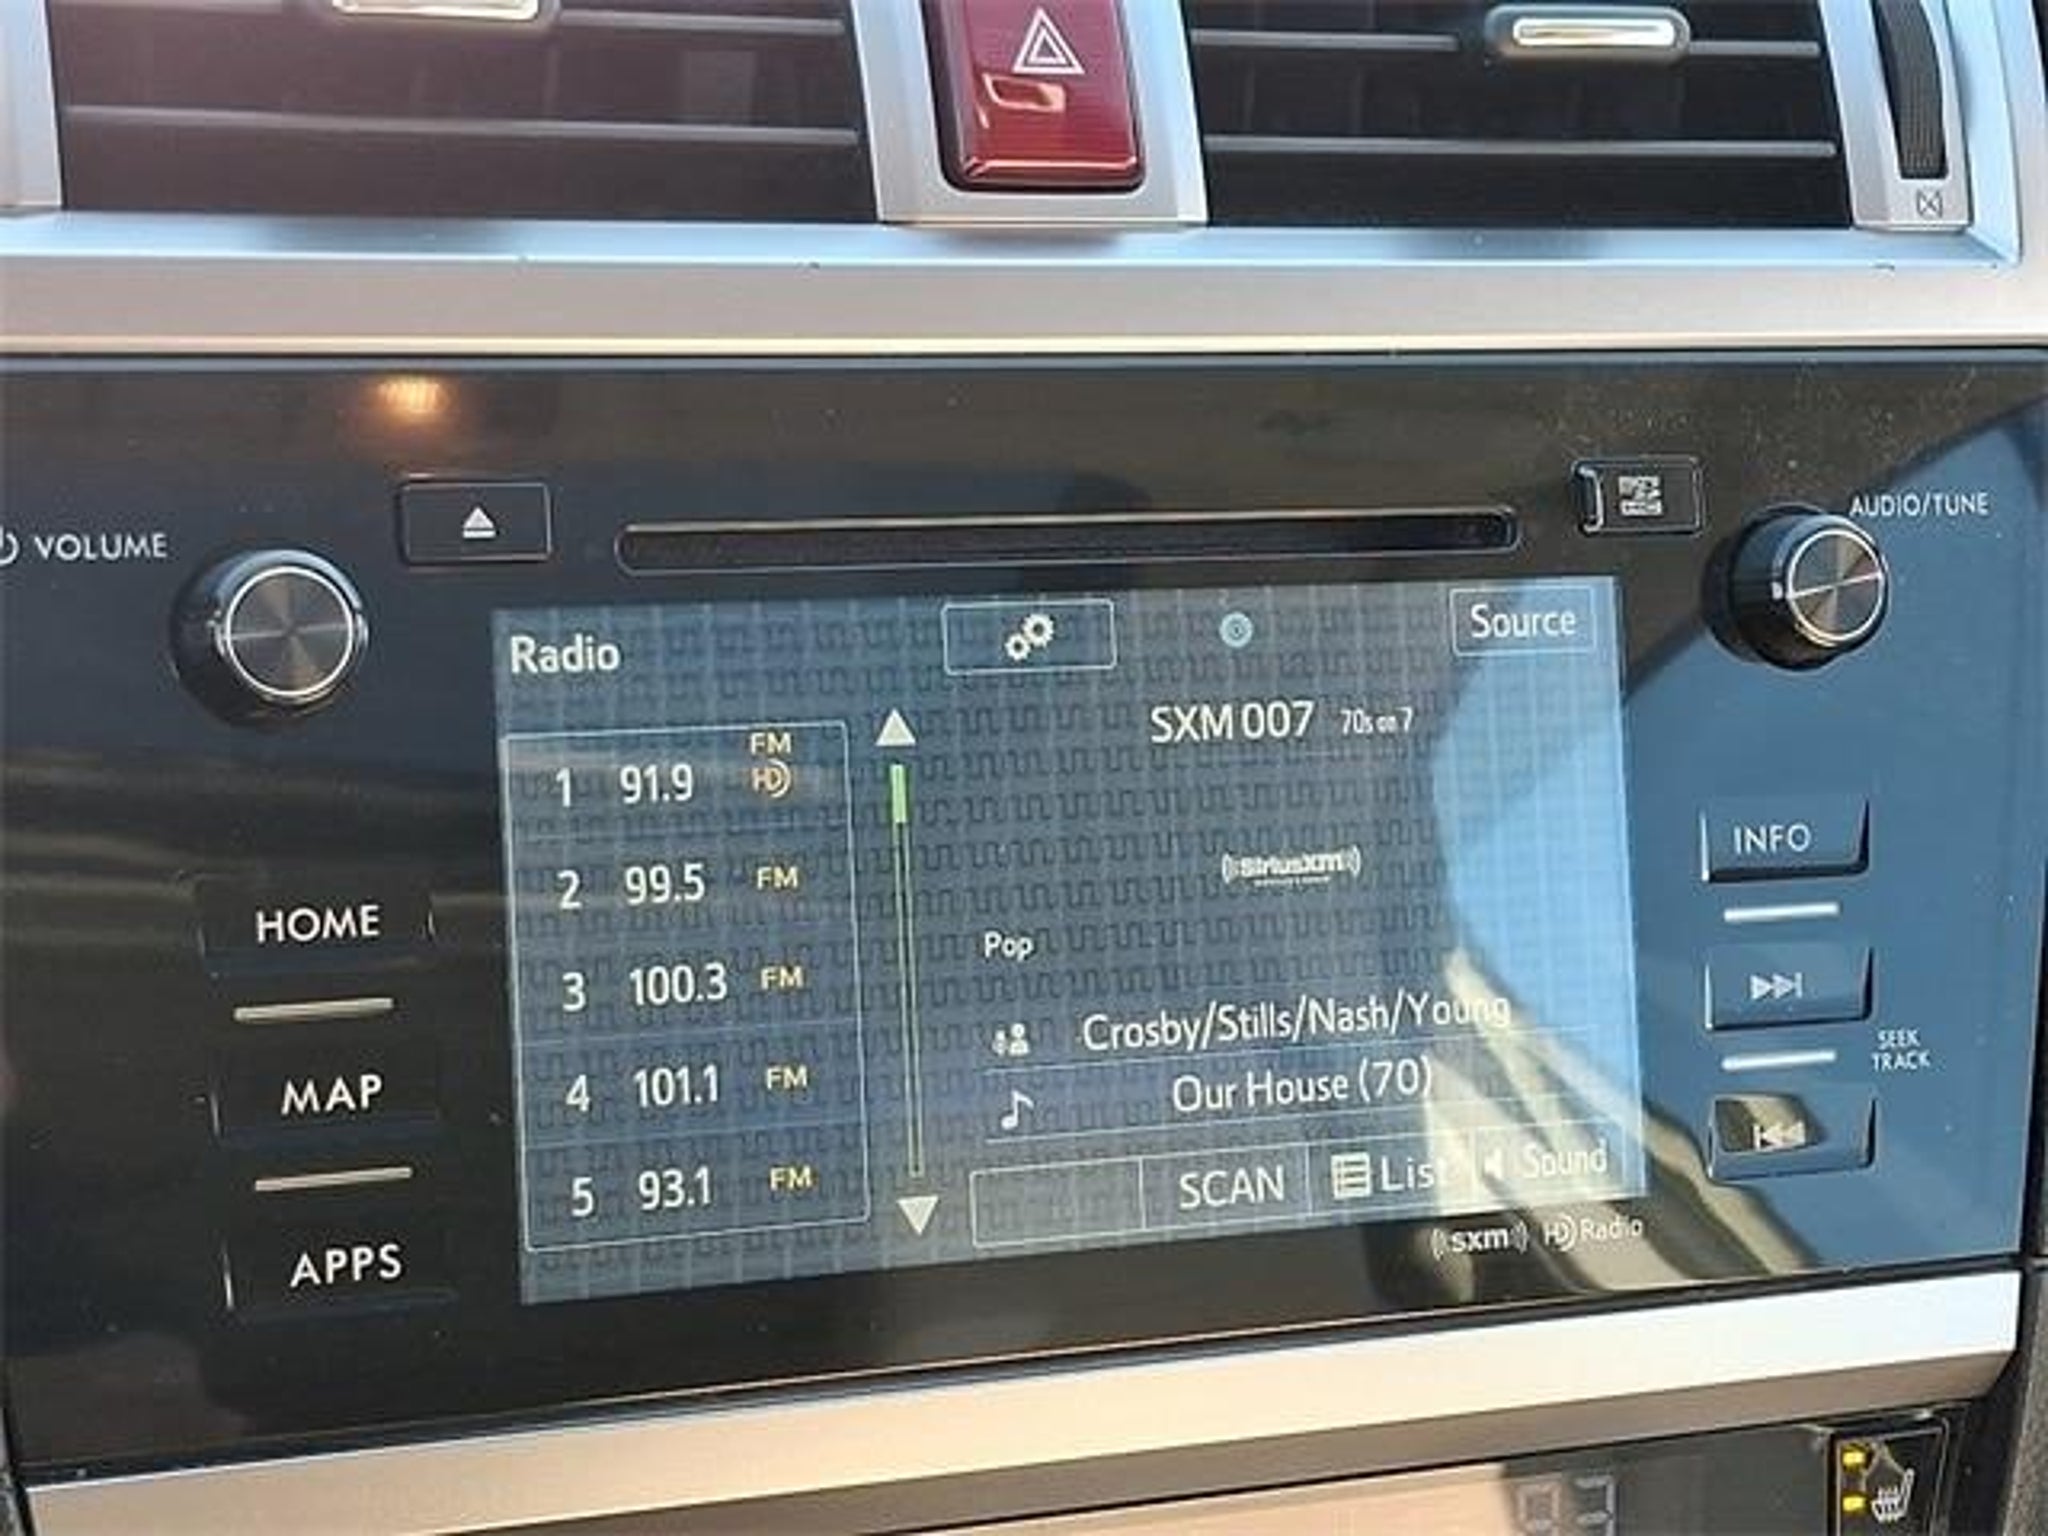 VOLUME
AUDIO/TUNE
Radio
Source
SXM 007 70s on 7
1 91.9 FM HD
2 99.5 FM
3 100.3 FM
4 101.1 FM
5 93.1 FM
((SiriusXM))
Pop
Crosby/Stills/Nash/Young
Our House (70)
SCAN
List
Sound
((sxm)) HD Radio
HOME
MAP
APPS
INFO
SEEK
TRACK